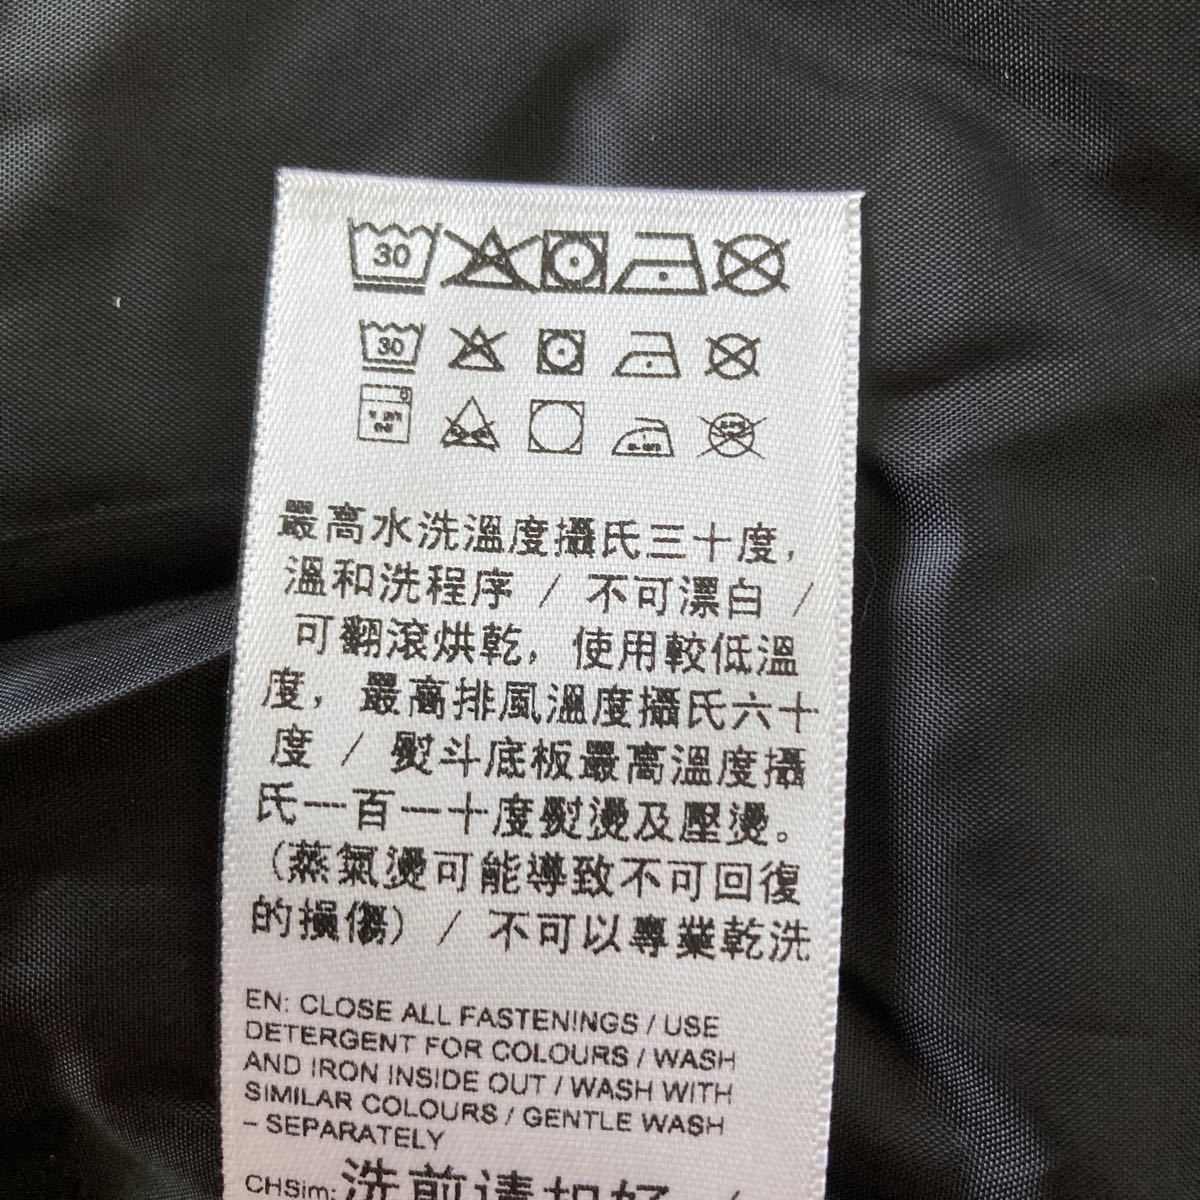 30
30
最高水洗溫度攝氏三十度,
溫和洗程序 / 不可漂白 /
可翻滾烘乾, 使用較低溫
度, 最高排風溫度攝氏六十
度 / 熨斗底板最高溫度攝
氏一百一十度熨燙及壓燙。
(蒸氣燙可能導致不可回復
的損傷) / 不可以專業乾洗
EN: CLOSE ALL FASTENINGS / USE
DETERGENT FOR COLOURS / WASH
AND IRON INSIDE OUT / WASH WITH
SIMILAR COLOURS / GENTLE WASH
– SEPARATELY
CHSim: 洗前请扣好 /